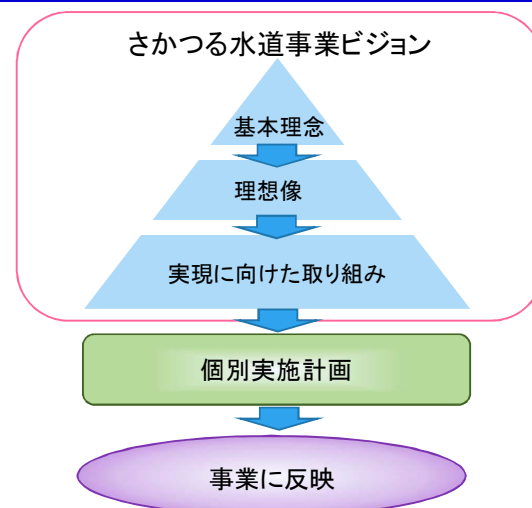 さかつる水道事業ビジョン
基本理念
理想像
実現に向けた取り組み
個別実施計画
事業に反映